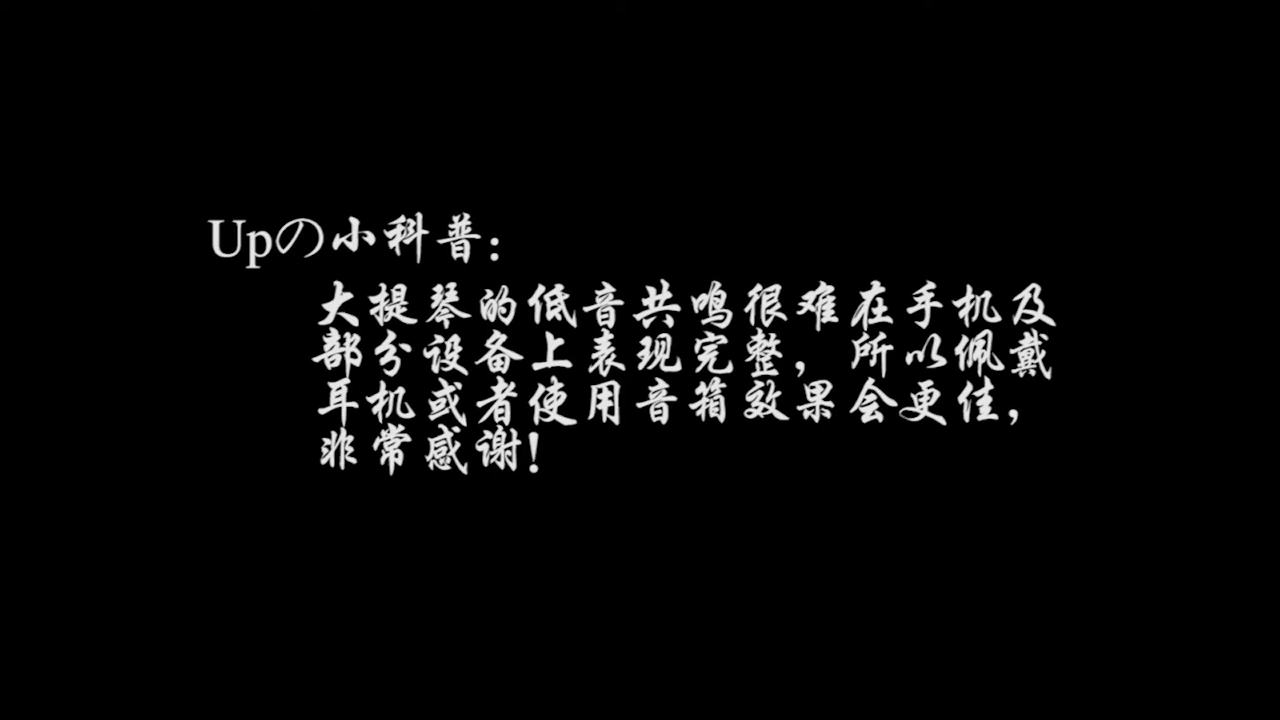 Upの小科普:
大提琴的低音共鸣很难在手机及
部分设备上表现完整，所以佩戴
耳机或者使用音箱效果会更佳，
非常感谢!